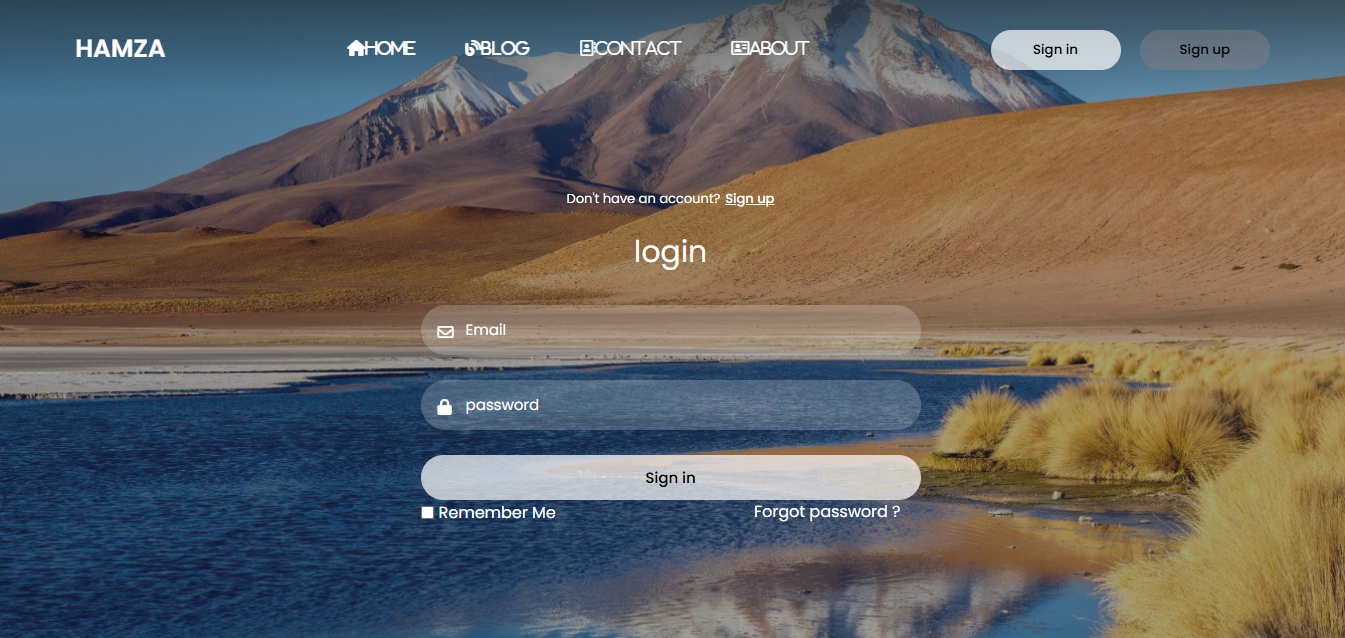 HAMZA HOME BLOG CONTACT ABOUT Sign in Sign up
Don't have an account? Sign up
login
Email
password
Sign in
Remember Me Forgot password ?